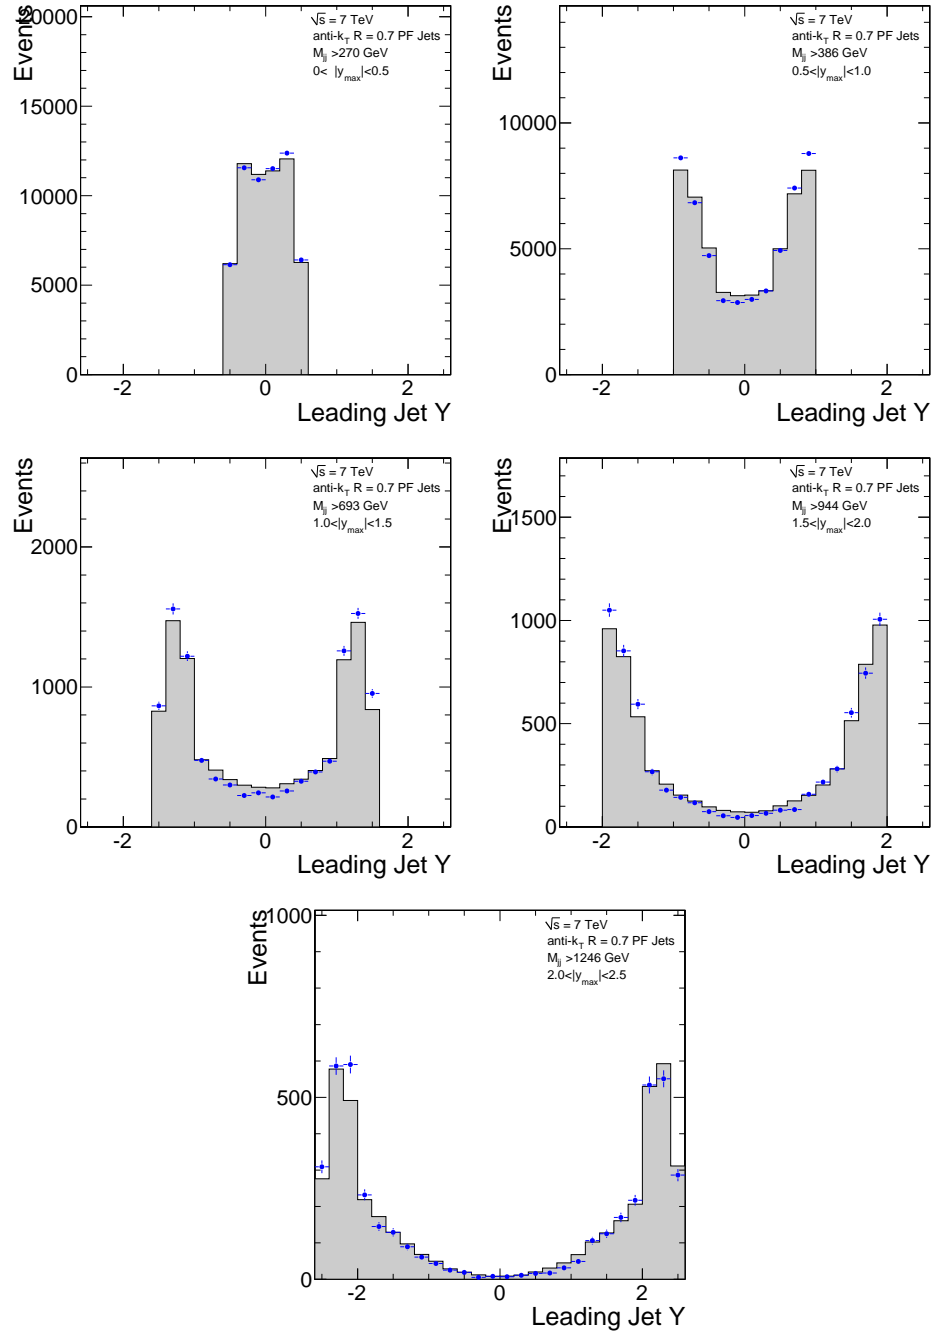 Events
20000
15000
10000
5000
0
-2 0 2
Leading Jet Y
√s = 7 TeV
anti-k_T R = 0.7 PF Jets
M_jj >270 GeV
0< |y_max|<0.5
Events
10000
5000
0
-2 0 2
Leading Jet Y
√s = 7 TeV
anti-k_T R = 0.7 PF Jets
M_jj >386 GeV
0.5<|y_max|<1.0
Events
2000
1000
0
-2 0 2
Leading Jet Y
√s = 7 TeV
anti-k_T R = 0.7 PF Jets
M_jj >693 GeV
1.0<|y_max|<1.5
Events
1500
1000
500
0
-2 0 2
Leading Jet Y
√s = 7 TeV
anti-k_T R = 0.7 PF Jets
M_jj >944 GeV
1.5<|y_max|<2.0
Events
1000
500
0
-2 0 2
Leading Jet Y
√s = 7 TeV
anti-k_T R = 0.7 PF Jets
M_jj >1246 GeV
2.0<|y_max|<2.5